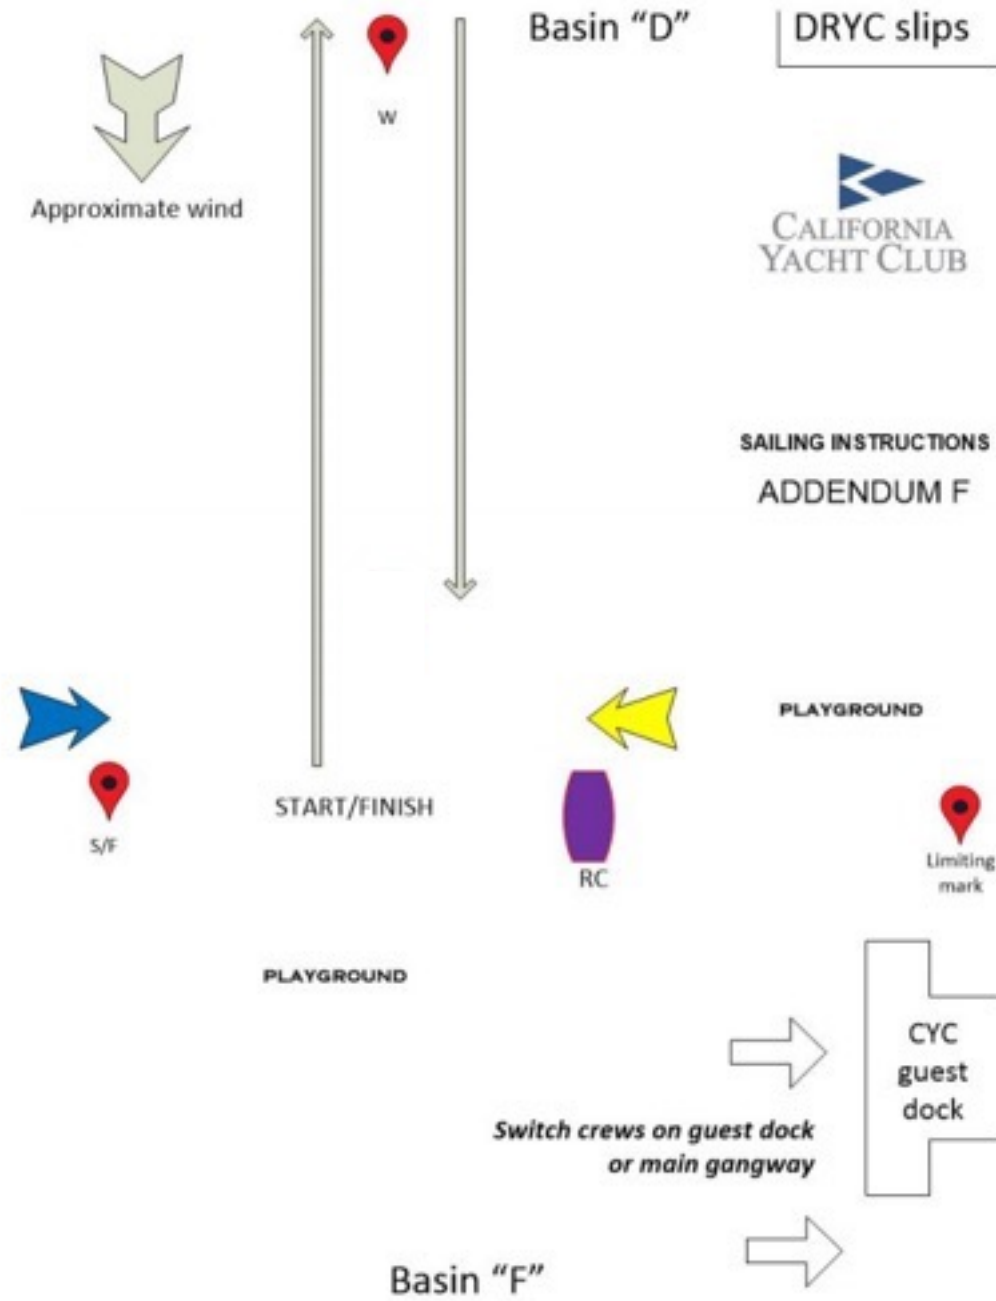 Basin “D”
DRYC slips
W
Approximate wind
CALIFORNIA
YACHT CLUB
SAILING INSTRUCTIONS
ADDENDUM F
PLAYGROUND
S/F
START/FINISH
RC
Limiting
mark
PLAYGROUND
CYC
guest
dock
Switch crews on guest dock
or main gangway
Basin “F”